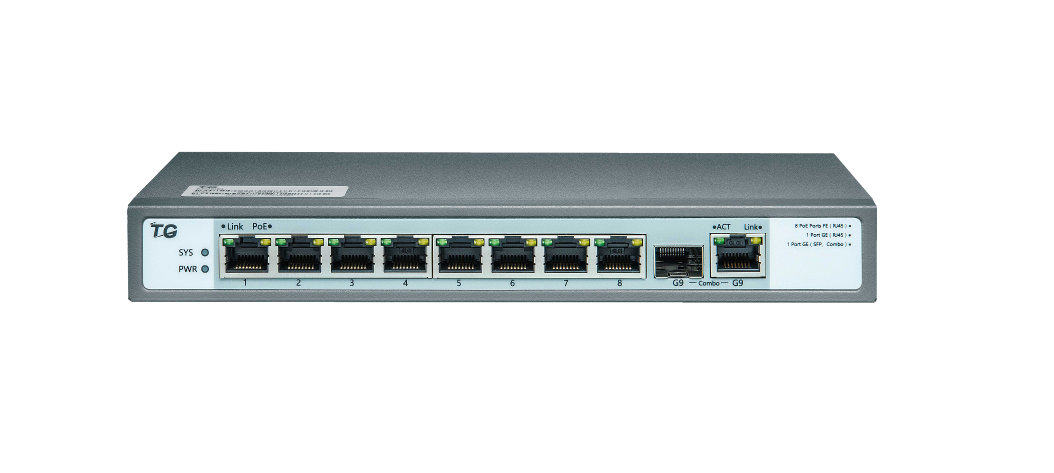 TG
SYS
PWR
Link PoE
1 2 3 4 5 6 7 8
ACT Link
G9 — Combo — G9
8 PoE Ports FE ( RJ45 )
1 Port GE ( RJ45 )
1 Port GE ( SFP, Combo )